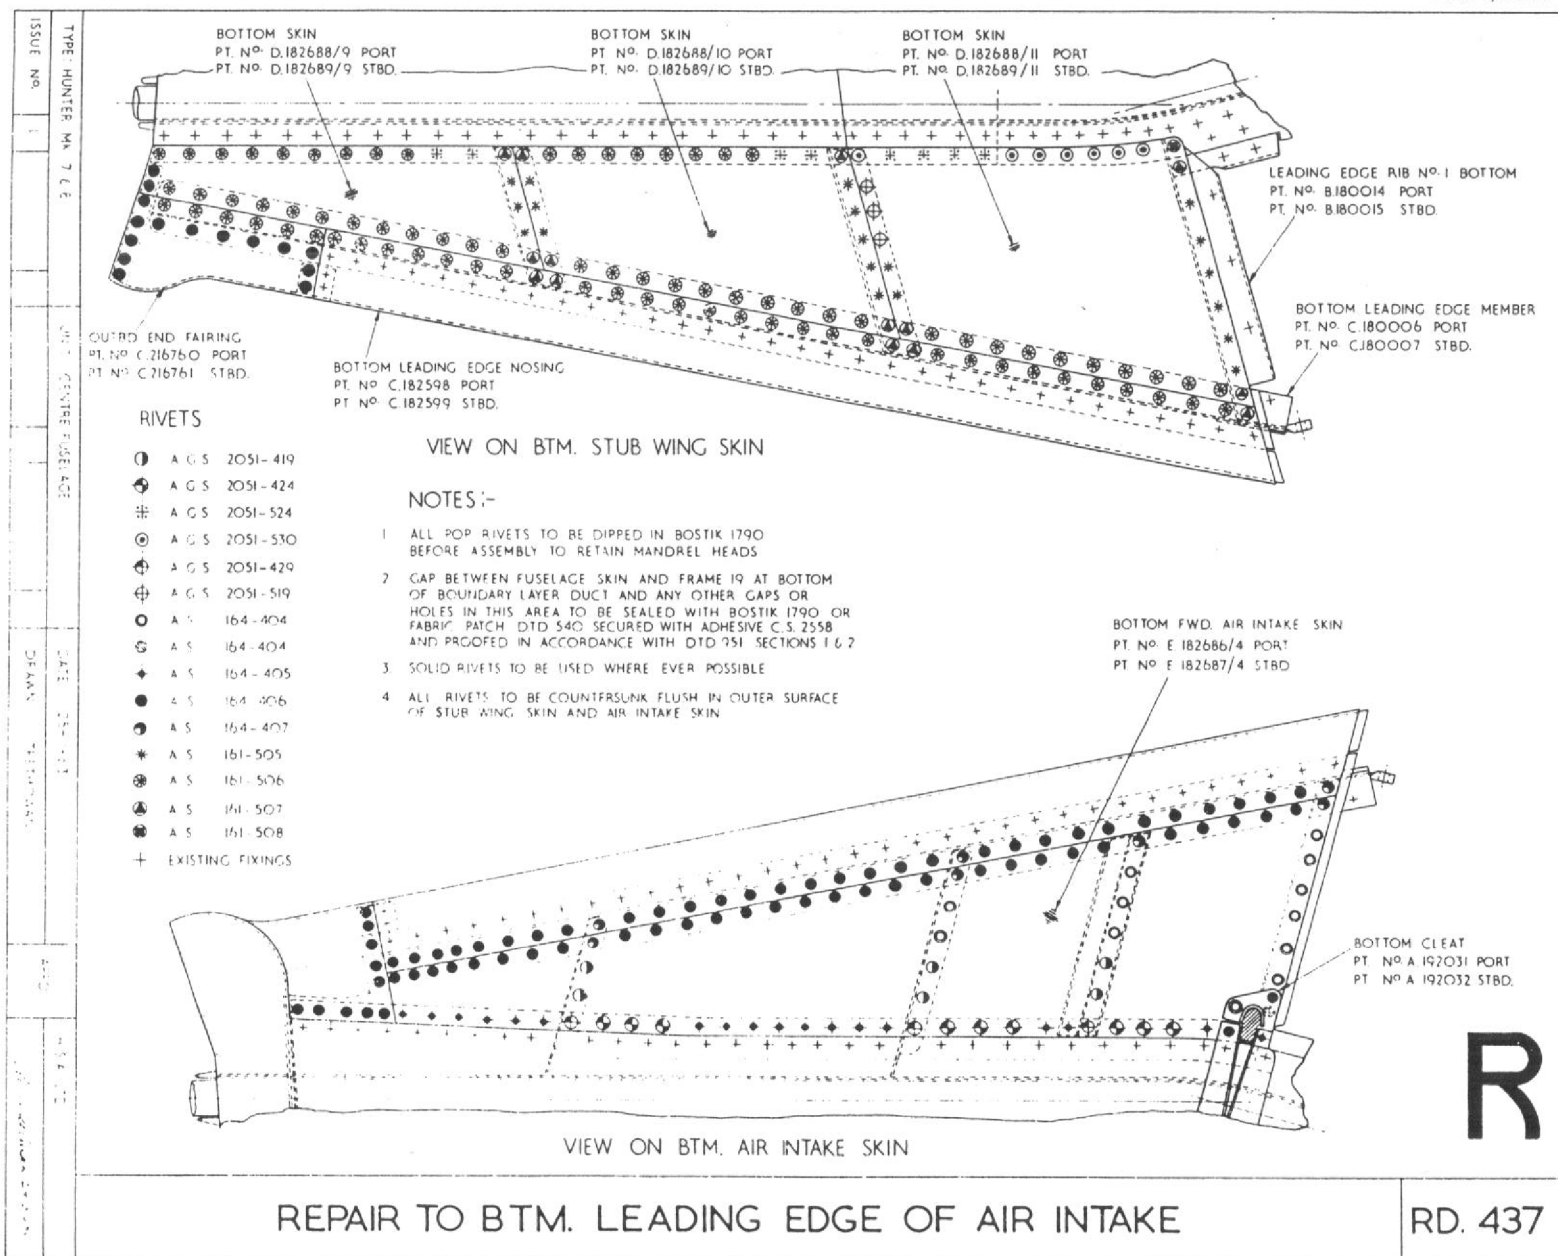 BOTTOM SKIN
PT. Nº. D.182688/9 PORT
PT. Nº. D.182689/9 STBD.
BOTTOM SKIN
PT. Nº. D.182688/10 PORT
PT. Nº. D.182689/10 STBD.
BOTTOM SKIN
PT. Nº. D.182688/11 PORT
PT. Nº. D.182689/11 STBD.
LEADING EDGE RIB Nº.1 BOTTOM
PT. Nº. B.180014 PORT
PT. Nº. B.180015 STBD.
BOTTOM LEADING EDGE MEMBER
PT. Nº. C.180006 PORT
PT. Nº. C.180007 STBD.
OUTBD END FAIRING
PT. Nº C.216760 PORT
PT. Nº C.216761 STBD.
BOTTOM LEADING EDGE NOSING
PT. Nº C.182598 PORT
PT Nº. C.182599 STBD.
VIEW ON BTM. STUB WING SKIN
RIVETS
A G S 2051-419
A G S 2051-424
A G S 2051-524
A G S 2051-530
A G S 2051-429
A G S 2051-519
A S 164-404
A S 164-404
A S 164-405
A S 164-406
A S 164-407
A S 161-505
A S 161-506
A S 161-507
A S 161-508
EXISTING FIXINGS
NOTES:-
1 ALL POP RIVETS TO BE DIPPED IN BOSTIK 1790
BEFORE ASSEMBLY TO RETAIN MANDREL HEADS
2 GAP BETWEEN FUSELAGE SKIN AND FRAME 19 AT BOTTOM
OF BOUNDARY LAYER DUCT AND ANY OTHER GAPS OR
HOLES IN THIS AREA TO BE SEALED WITH BOSTIK 1790 OR
FABRIC PATCH DTD 540 SECURED WITH ADHESIVE C.S. 2558
AND PROOFED IN ACCORDANCE WITH DTD 951 SECTIONS 1 & 2
3 SOLID RIVETS TO BE USED WHERE EVER POSSIBLE
4 ALL RIVETS TO BE COUNTERSUNK FLUSH IN OUTER SURFACE
OF STUB WING SKIN AND AIR INTAKE SKIN
BOTTOM FWD. AIR INTAKE SKIN
PT Nº. E 182686/4 PORT
PT Nº E 182687/4 STBD
BOTTOM CLEAT
PT Nº. A 192031 PORT
PT Nº A 192032 STBD.
VIEW ON BTM. AIR INTAKE SKIN
R
REPAIR TO BTM. LEADING EDGE OF AIR INTAKE
RD. 437
ISSUE Nº.
1
TYPE: HUNTER MK 7 & 8
CENTRE FUSELAGE
DATE
DRAWN